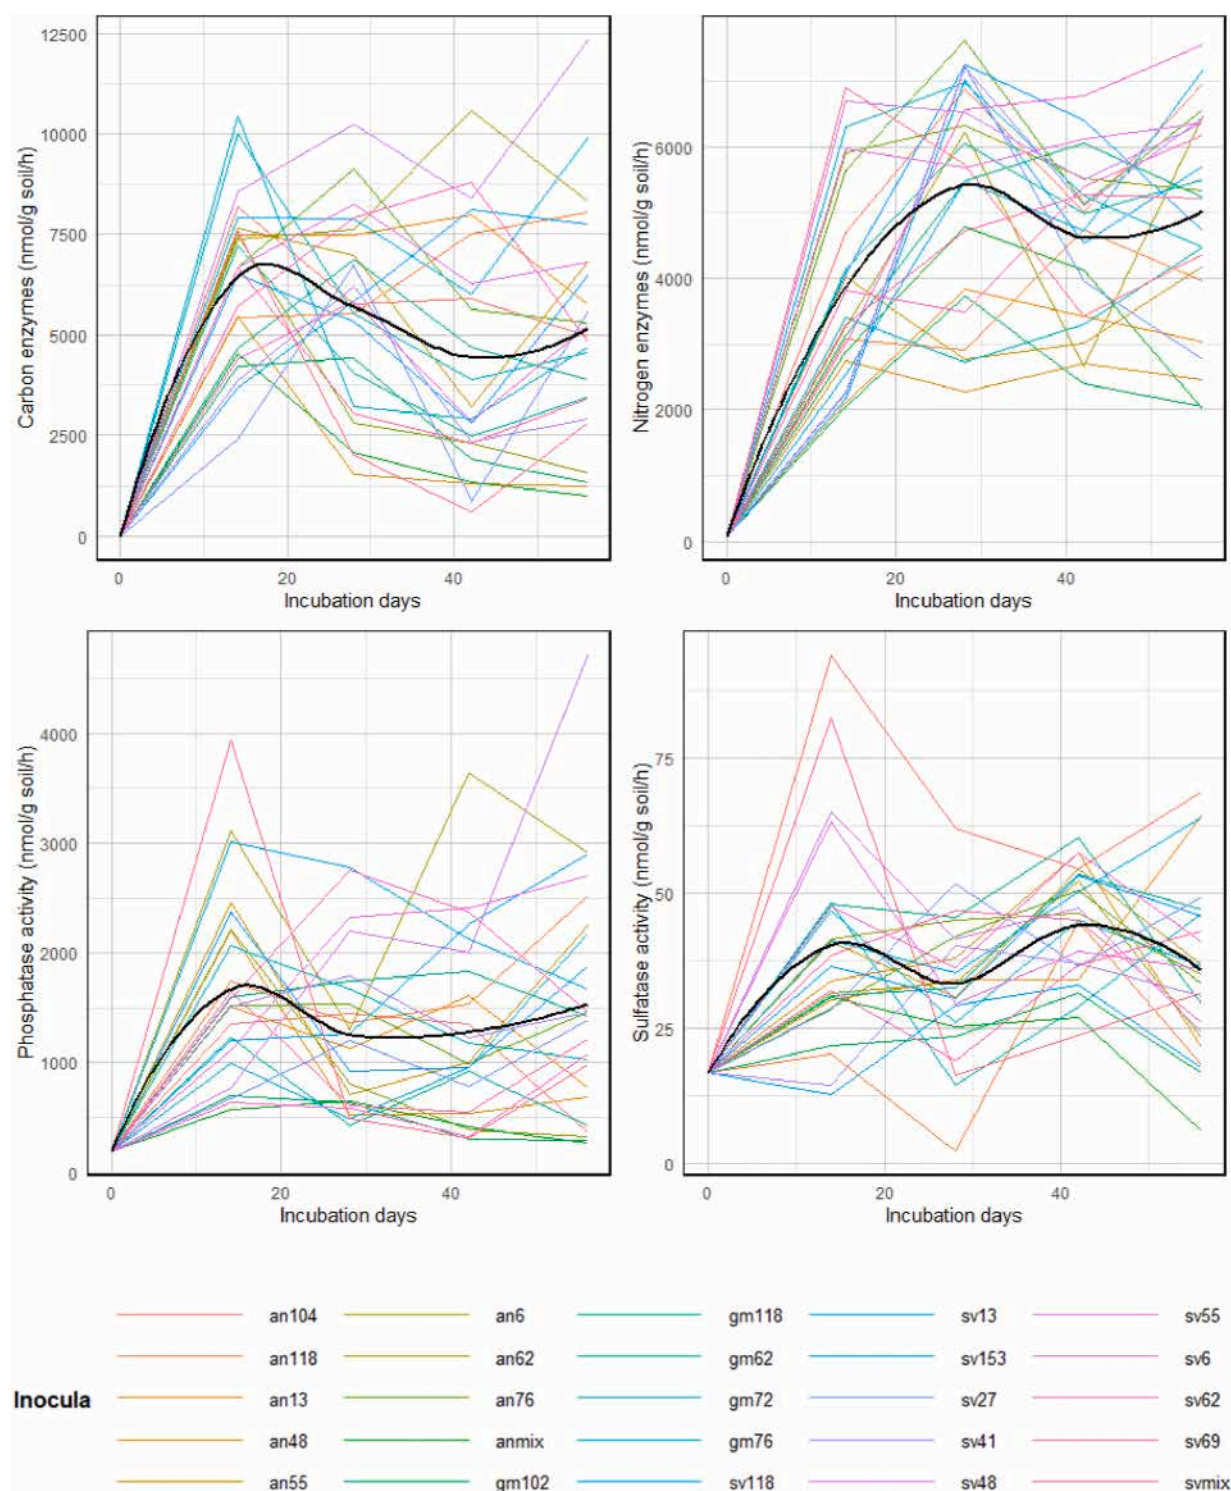 Carbon enzymes (nmol/g soil/h)
12500
10000
7500
5000
2500
0
0 20 40
Incubation days
Nitrogen enzymes (nmol/g soil/h)
6000
4000
2000
0
0 20 40
Incubation days
Phosphatase activity (nmol/g soil/h)
4000
3000
2000
1000
0
0 20 40
Incubation days
Sulfatase activity (nmol/g soil/h)
75
50
25
0
0 20 40
Incubation days
Inocula
an104 an6 gm118 sv13 sv55
an118 an62 gm62 sv153 sv6
an13 an76 gm72 sv27 sv62
an48 anmix gm76 sv41 sv69
an55 gm102 sv118 sv48 svmix